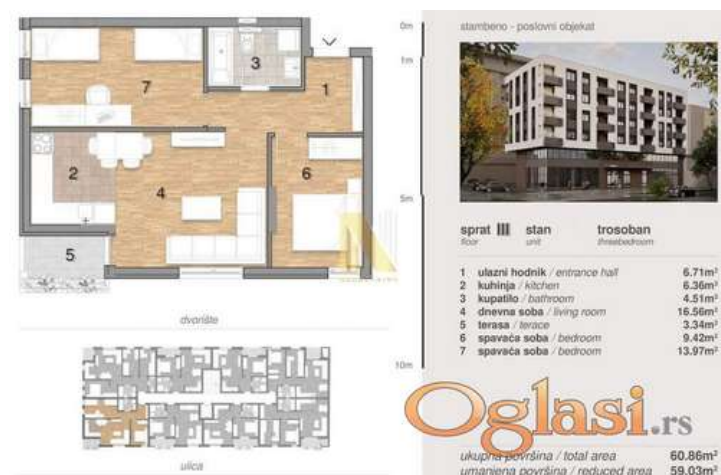 0m
stambeno - poslovni objekat
1m
3
1
7
2
4
6
5
5m
sprat III stan trosoban
floor unit threebedroom
1 ulazni hodnik / entrance hall 6.71m²
2 kuhinja / kitchen 6.36m²
3 kupatilo / bathroom 4.51m²
4 dnevna soba / living room 16.56m²
5 terasa / terace 3.34m²
6 spavaća soba / bedroom 9.42m²
7 spavaća soba / bedroom 13.97m²
dvorište
10m
Oglasi.rs
ukupna površina / total area 60.86m²
umanjena površina / reduced area 59.03m²
ulica